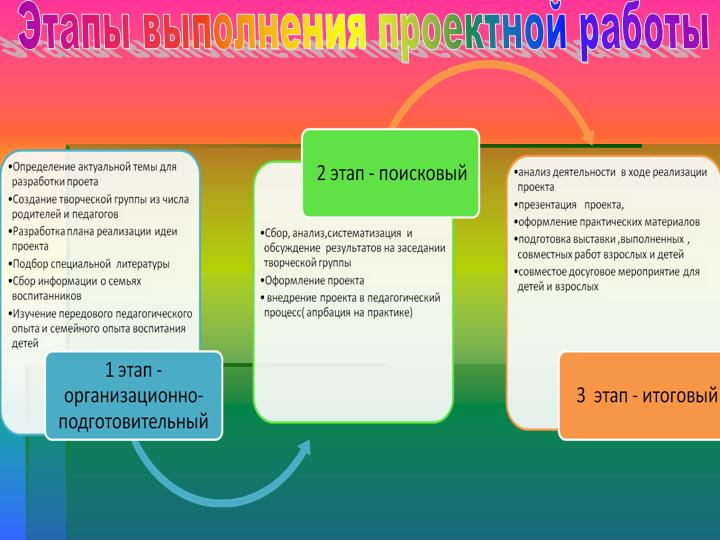 Этапы выполнения проектной работы
•Определение актуальной темы для
разработки проета
•Создание творческой группы из числа
родителей и педагогов
•Разработка плана реализации идеи
проекта
•Подбор специальной литературы
•Сбор информации о семьях
воспитанников
•Изучение передового педагогического
опыта и семейного опыта воспитания
детей
1 этап -
организационно-
подготовительный
2 этап - поисковый
•Сбор, анализ,систематизация и
обсуждение результатов на заседании
творческой группы
•Оформление проекта
• внедрение проекта в педагогический
процесс( апрбация на практике)
•анализ деятельности в ходе реализации
проекта
•презентация проекта,
•оформление практических материалов
•подготовка выставки ,выполненных ,
совместных работ взрослых и детей
•совместное досуговое мероприятие для
детей и взрослых
3 этап - итоговый